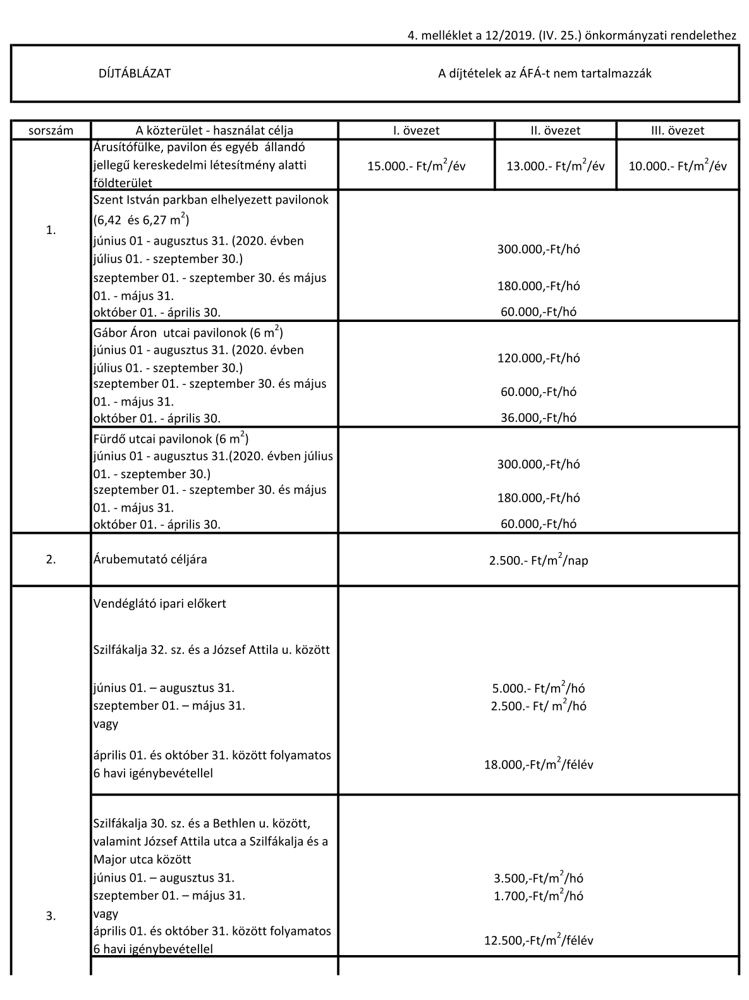 4. melléklet a 12/2019. (IV. 25.) önkormányzati rendelethez
DÍJTÁBLÁZAT A díjtételek az ÁFÁ-t nem tartalmazzák
sorszám A közterület - használat célja I. övezet II. övezet III. övezet
1.
Árusítófülke, pavilon és egyéb állandó
jellegű kereskedelmi létesítmény alatti
földterület
15.000.- Ft/m²/év 13.000.- Ft/m²/év 10.000.- Ft/m²/év
Szent István parkban elhelyezett pavilonok
(6,42 és 6,27 m²)
június 01 - augusztus 31. (2020. évben
július 01. - szeptember 30.)
300.000,-Ft/hó
szeptember 01. - szeptember 30. és május
01. - május 31.
180.000,-Ft/hó
október 01. - április 30. 60.000,-Ft/hó
Gábor Áron utcai pavilonok (6 m²)
június 01 - augusztus 31. (2020. évben
július 01. - szeptember 30.)
120.000,-Ft/hó
szeptember 01. - szeptember 30. és május
01. - május 31.
60.000,-Ft/hó
október 01. - április 30. 36.000,-Ft/hó
Fürdő utcai pavilonok (6 m²)
június 01 - augusztus 31.(2020. évben július
01. - szeptember 30.)
300.000,-Ft/hó
szeptember 01. - szeptember 30. és május
01. - május 31.
180.000,-Ft/hó
október 01. - április 30. 60.000,-Ft/hó
2. Árubemutató céljára 2.500.- Ft/m²/nap
3.
Vendéglátó ipari előkert
Szilfákalja 32. sz. és a József Attila u. között
június 01. – augusztus 31. 5.000.- Ft/m²/hó
szeptember 01. – május 31. 2.500.- Ft/ m²/hó
vagy
április 01. és október 31. között folyamatos
6 havi igénybevétellel
18.000,-Ft/m²/félév
Szilfákalja 30. sz. és a Bethlen u. között,
valamint József Attila utca a Szilfákalja és a
Major utca között
június 01. – augusztus 31. 3.500,-Ft/m²/hó
szeptember 01. – május 31. 1.700,-Ft/m²/hó
vagy
április 01. és október 31. között folyamatos
6 havi igénybevétellel
12.500,-Ft/m²/félév